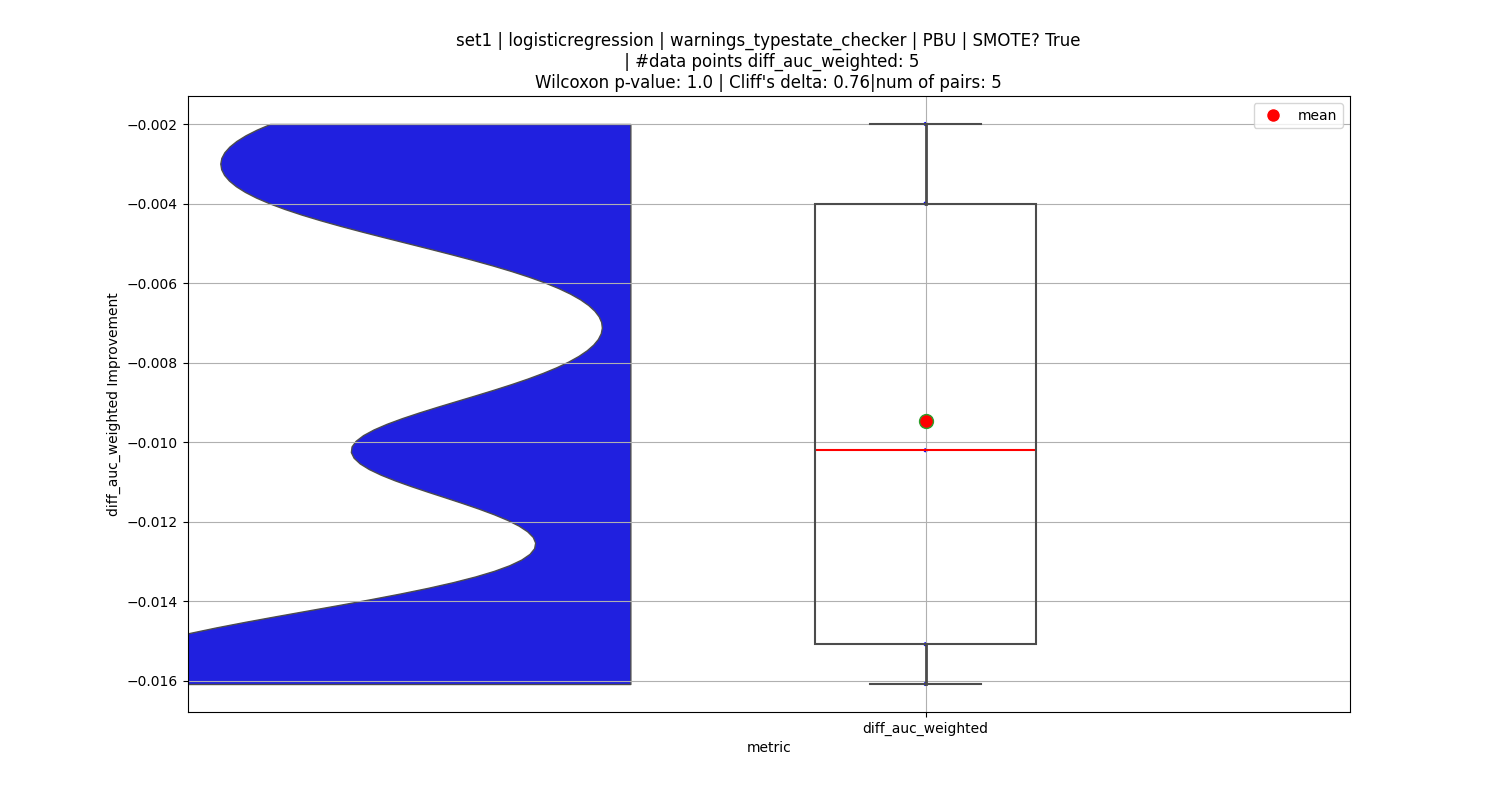 set1 | logisticregression | warnings_typestate_checker | PBU | SMOTE? True
| #data points diff_auc_weighted: 5
Wilcoxon p-value: 1.0 | Cliff's delta: 0.76|num of pairs: 5
mean
−0.002
−0.004
−0.006
−0.008
−0.010
−0.012
−0.014
−0.016
diff_auc_weighted Improvement
diff_auc_weighted
metric